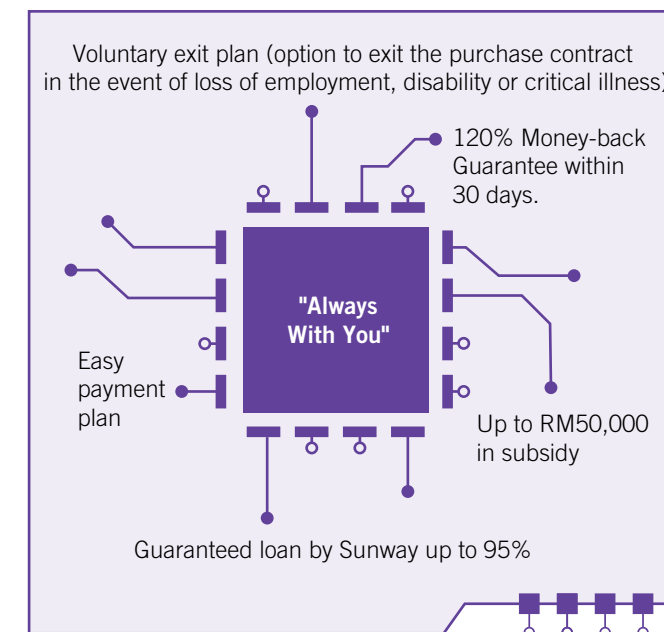 Voluntary exit plan (option to exit the purchase contract
in the event of loss of employment, disability or critical illness)
120% Money-back
Guarantee within
30 days.
"Always
With You"
Easy
payment
plan
Up to RM50,000
in subsidy
Guaranteed loan by Sunway up to 95%